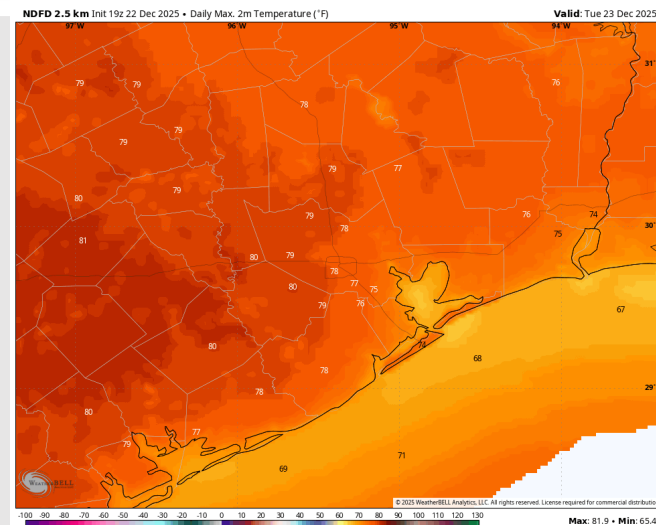 NDFD 2.5 km Init 19z 22 Dec 2025 • Daily Max. 2m Temperature (˚F) Valid: Tue 23 Dec 2025
97°W 96°W 95°W 94°W
31°
79 79 78 76
79 79
79 77
80 79 76 74
81 78 75 30°
80 79
78
80 77 75
79 76
67
80 74
68
78
78 29°
80
77
79
71
69
WeatherBELL
© 2025 WeatherBELL Analytics, LLC. All rights reserved. License required for commercial distributio
-100 -90 -80 -70 -60 -50 -40 -30 -20 -10 0 10 20 30 40 50 60 70 80 90 100 110 120 130
Max: 81.9 • Min: 65.4